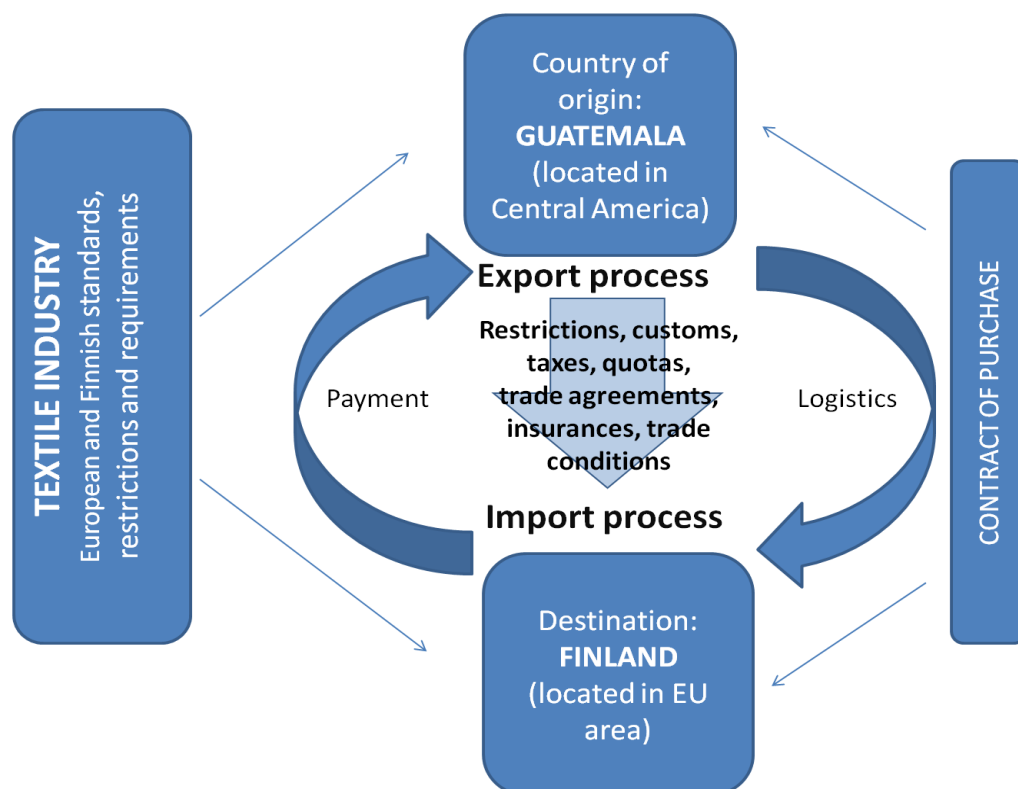 TEXTILE INDUSTRY
European and Finnish standards,
restrictions and requirements
Country of
origin:
GUATEMALA
(located in
Central America)
Export process
Restrictions, customs,
taxes, quotas,
trade agreements,
insurances, trade
conditions
Payment
Logistics
Import process
Destination:
FINLAND
(located in EU
area)
CONTRACT OF PURCHASE